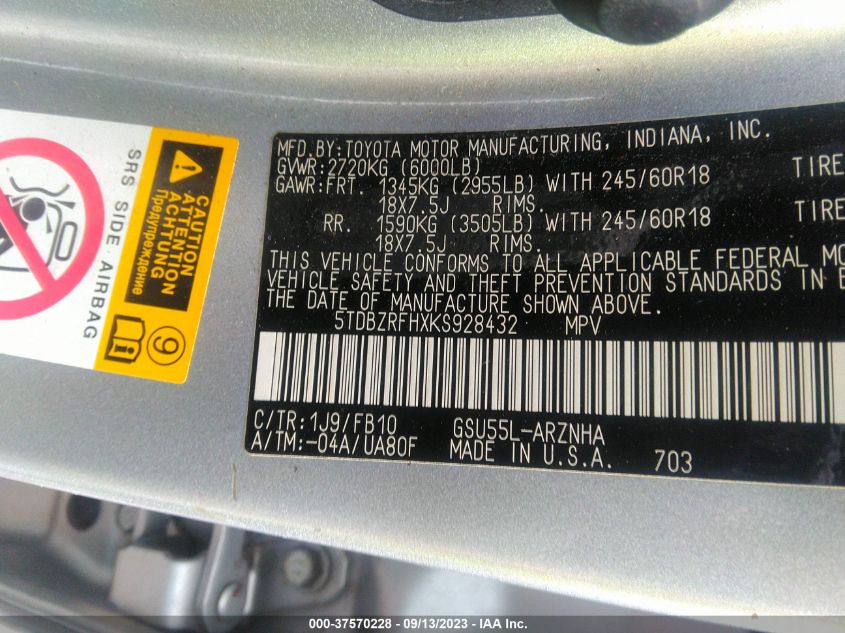 SRS SIDE AIRBAG
CAUTION
ATTENTION
ACHTUNG
Предупреждение
9
MFD.BY:TOYOTA MOTOR MANUFACTURING, INDIANA, INC.
GVWR:2720KG (6000LB)
GAWR:FRT. 1345KG (2955LB) WITH 245/60R18 TIRE
18X7.5J RIMS.
RR. 1590KG (3505LB) WITH 245/60R18 TIRE
18X7.5J RIMS.
THIS VEHICLE CONFORMS TO ALL APPLICABLE FEDERAL MO
VEHICLE SAFETY AND THEFT PREVENTION STANDARDS IN E
THE DATE OF MANUFACTURE SHOWN ABOVE.
5TDBZRFHXKS928432 MPV
C/TR:1J9/FB10 GSU55L-ARZNHA
A/TM:-04A/UA80F MADE IN U.S.A. 703
000-37570228 - 09/13/2023 - IAA Inc.